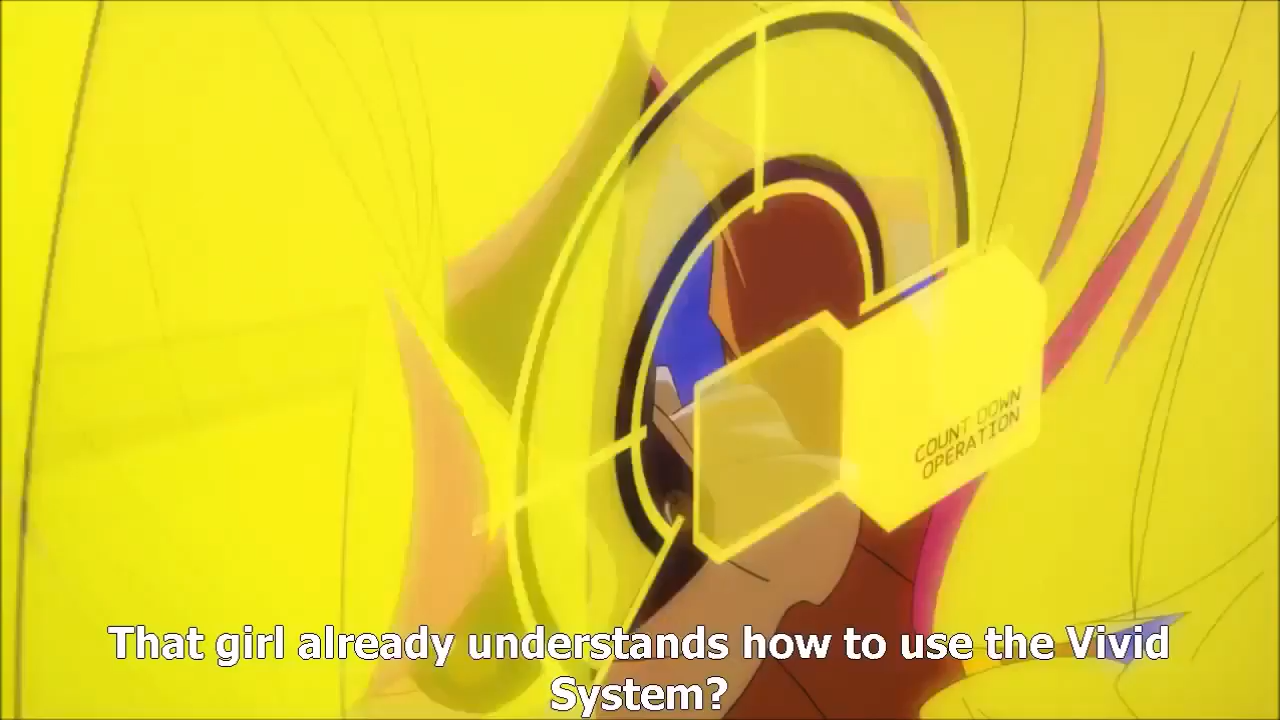 COUNT DOWN
OPERATION
That girl already understands how to use the Vivid
System?